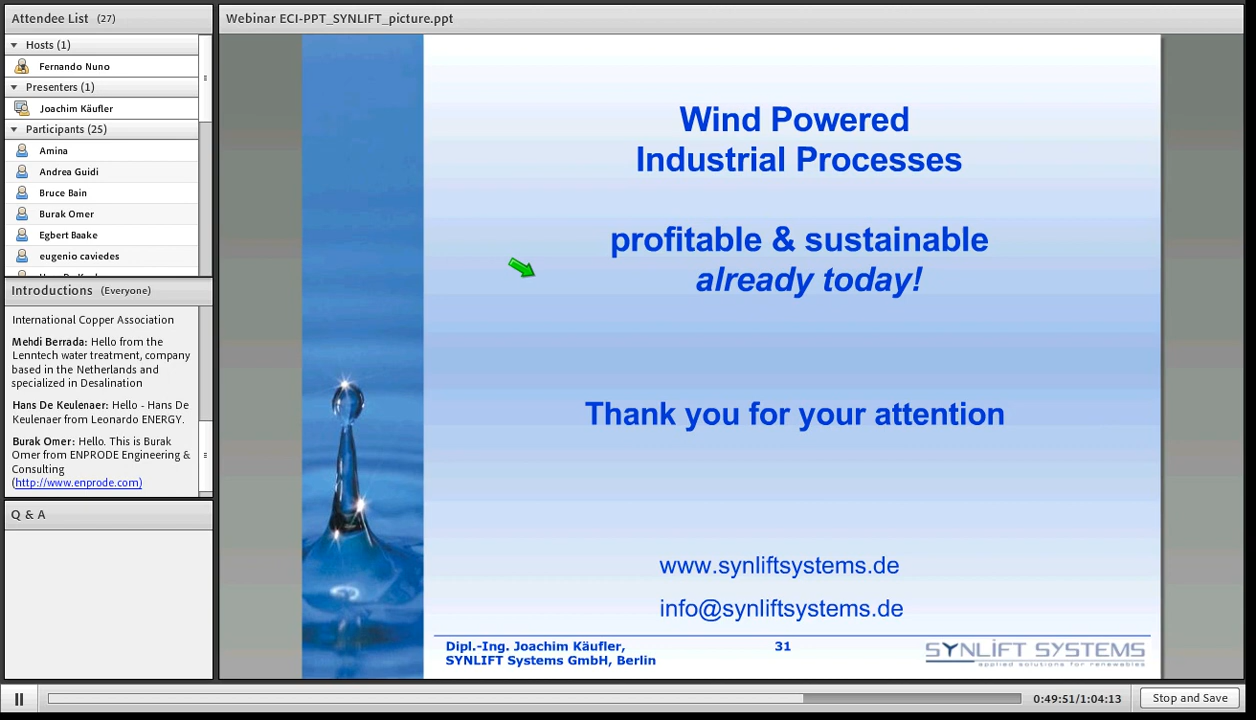 Attendee List (27)
Hosts (1)
Fernando Nuno
Presenters (1)
Joachim Käufler
Participants (25)
Amina
Andrea Guidi
Bruce Bain
Burak Omer
Egbert Baake
eugenio caviedes
Introductions (Everyone)
International Copper Association
Mehdi Berrada: Hello from the
Lenntech water treatment, company
based in the Netherlands and
specialized in Desalination
Hans De Keulenaer: Hello - Hans De
Keulenaer from Leonardo ENERGY.
Burak Omer: Hello. This is Burak
Omer from ENPRODE Engineering &
Consulting
(http://www.enprode.com)
Q & A
Webinar ECI-PPT_SYNLIFT_picture.ppt
Wind Powered
Industrial Processes
profitable & sustainable
already today!
Thank you for your attention
www.synliftsystems.de
info@synliftsystems.de
Dipl.-Ing. Joachim Käufler,
SYNLIFT Systems GmbH, Berlin
31
SYNLIFT SYSTEMS
applied solutions for renewables
0:49:51/1:04:13
Stop and Save